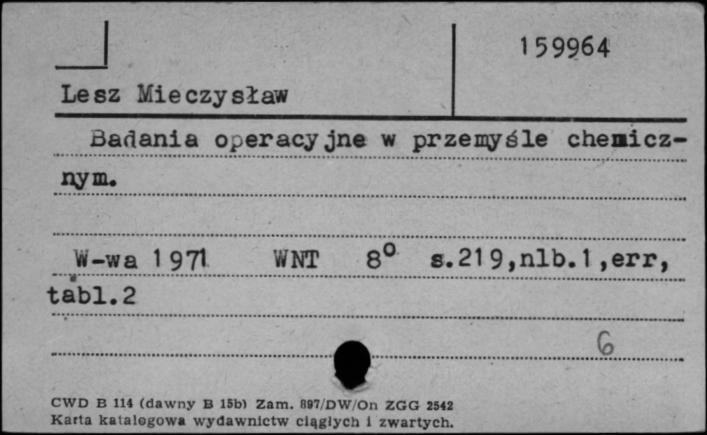 159964
Lesz Mieczysław
Badania operacyjne w przemyśle chemicz-
nym.
W-wa 1971 WNT 8º s.219,nlb.1,err,
tabl.2
6
CWD B 114 (dawny B 15b) Zam. 897/DW/On ZGG 2542
Karta katalogowa wydawnictw ciągłych i zwartych.